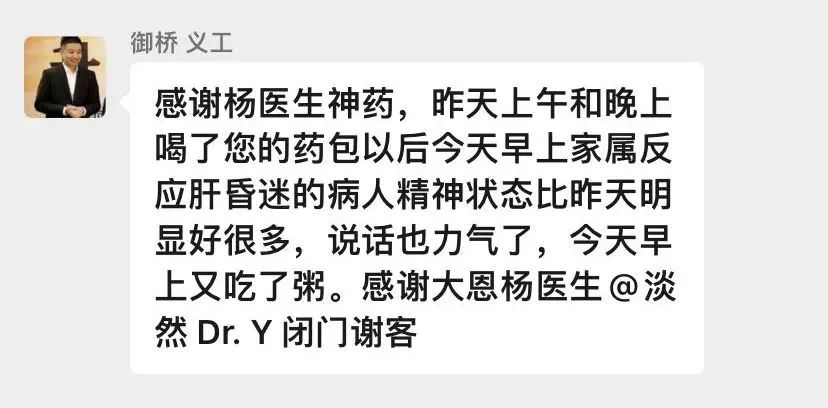 御桥 义工
感谢杨医生神药，昨天上午和晚上
喝了您的药包以后今天早上家属反
应肝昏迷的病人精神状态比昨天明
显好很多，说话也力气了，今天早
上又吃了粥。感谢大恩杨医生@淡
然 Dr. Y 闭门谢客